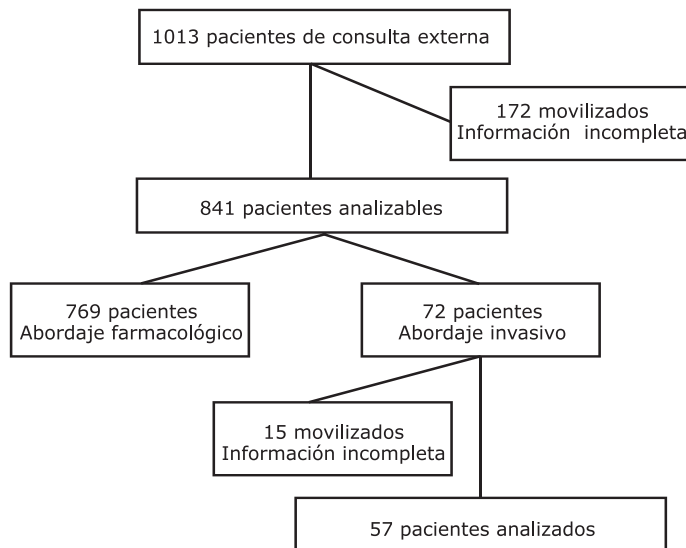 1013 pacientes de consulta externa
172 movilizados
Información incompleta
841 pacientes analizables
769 pacientes
Abordaje farmacológico
72 pacientes
Abordaje invasivo
15 movilizados
Información incompleta
57 pacientes analizados